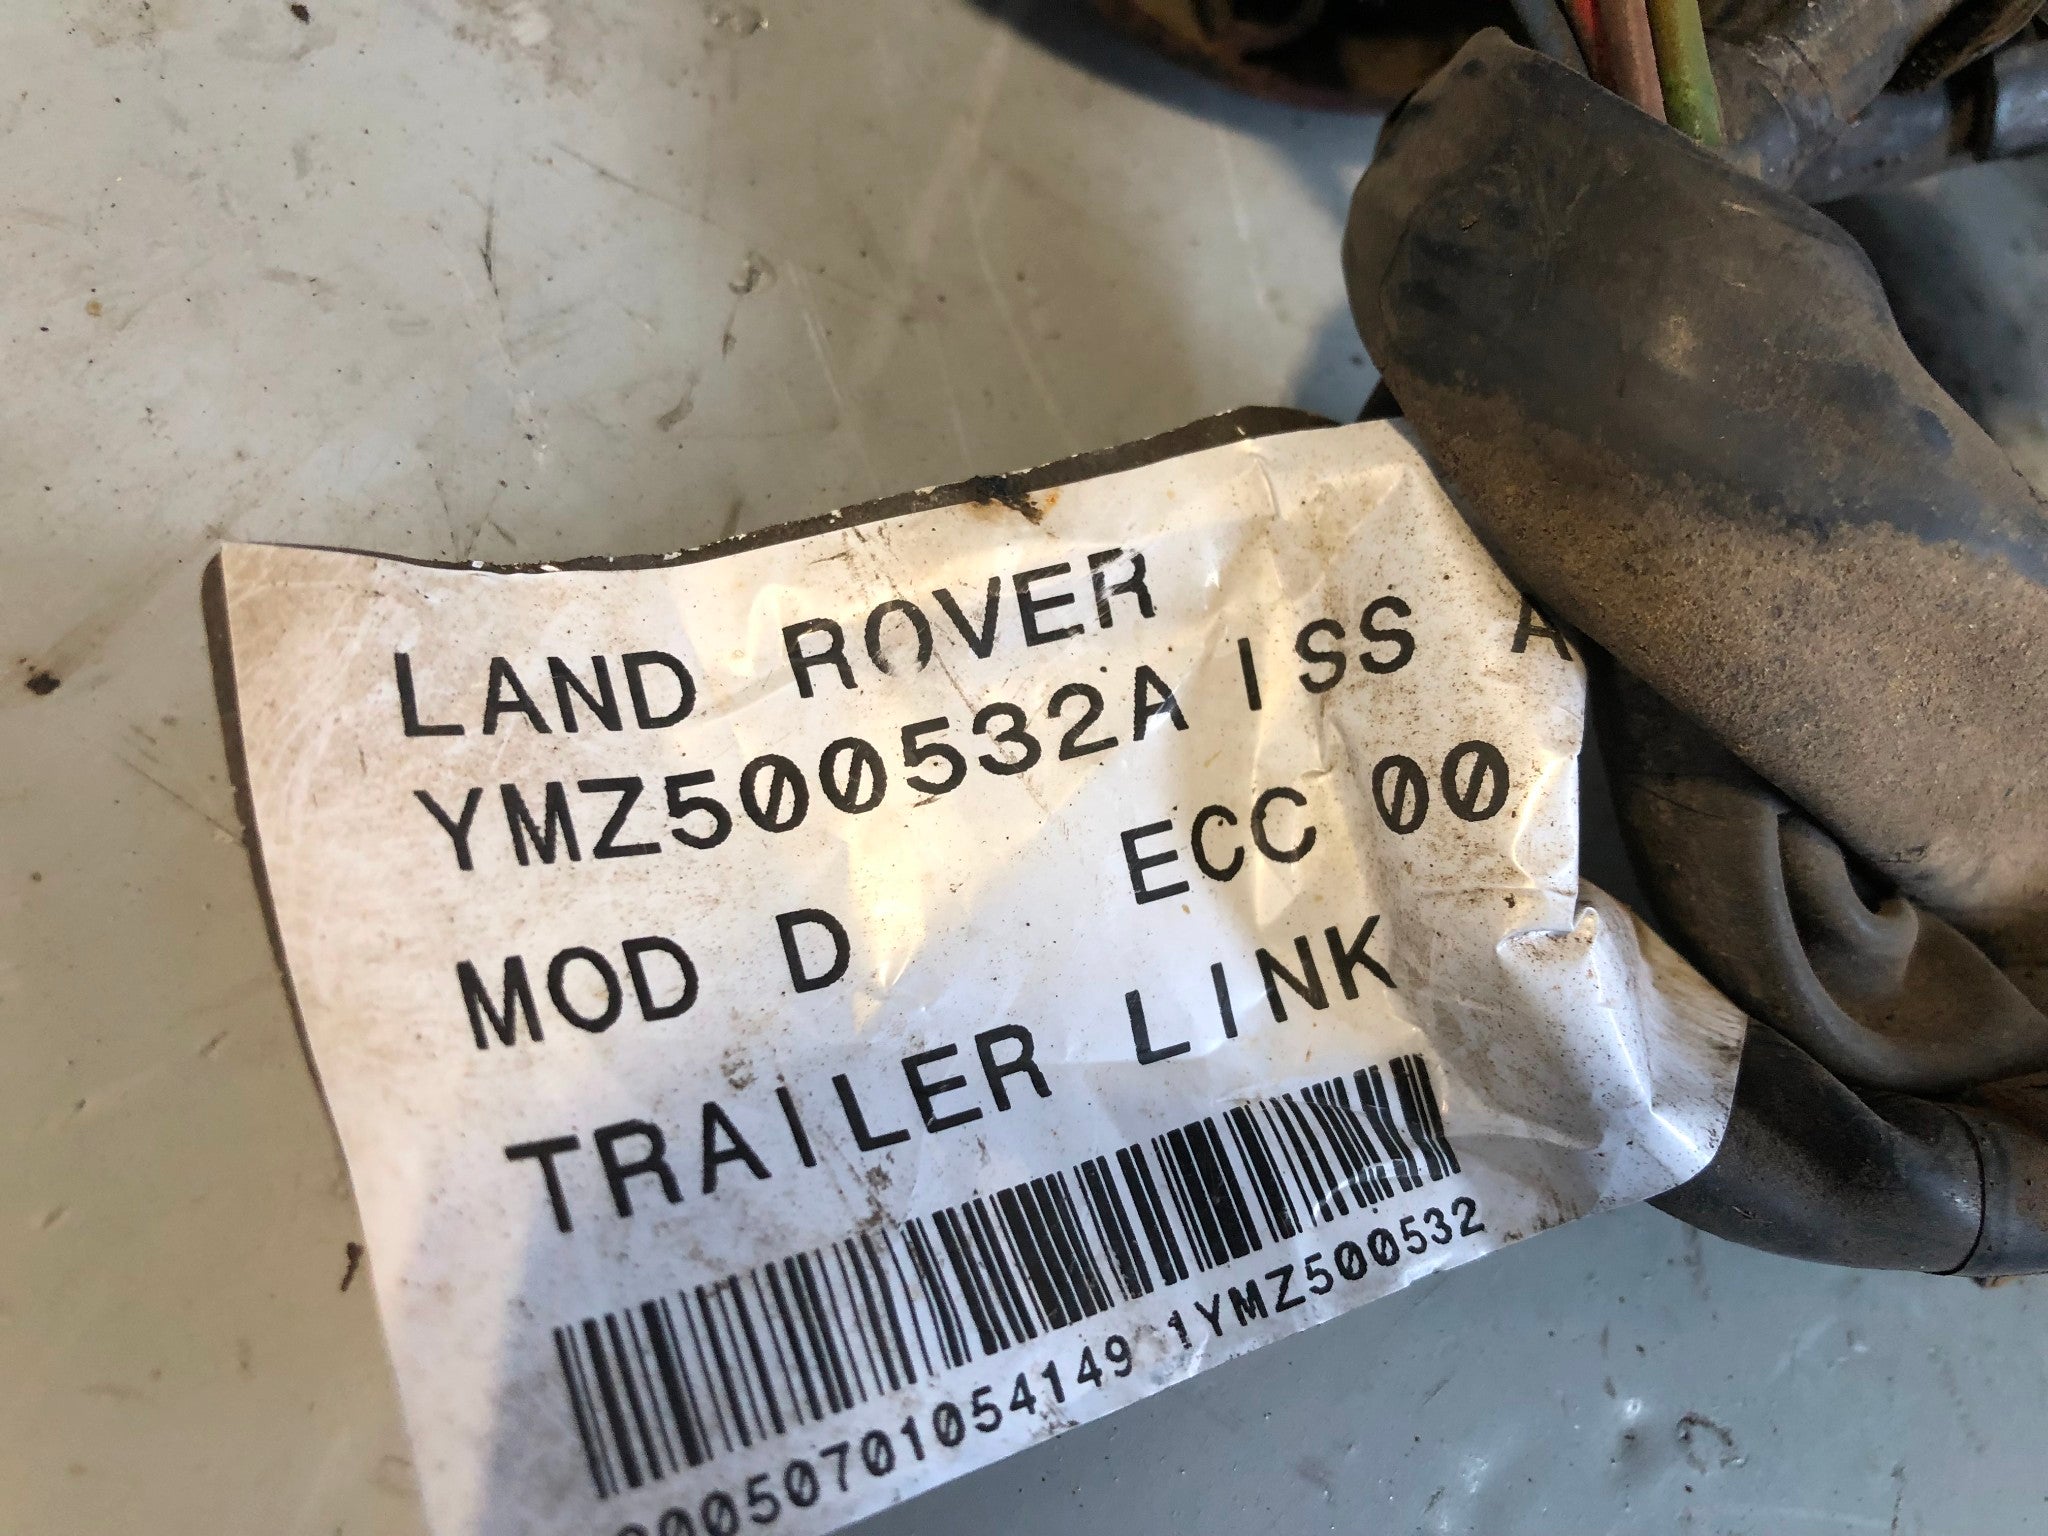 LAND ROVER
YMZ500532A ISS A
MOD D ECC 00
TRAILER LINK
1YMZ500532